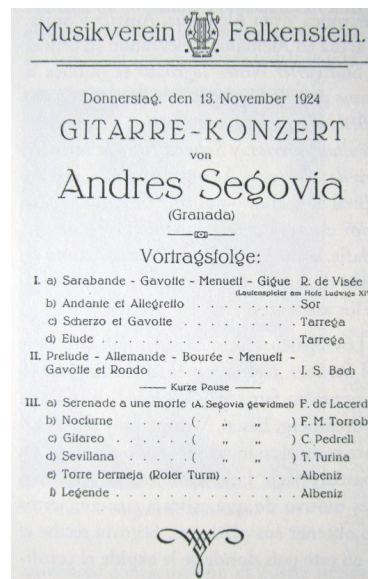 Musikverein Falkenstein.
Donnerstag, den 13. November 1924
GITARRE-KONZERT
von
Andres Segovia
(Granada)
Vortragsfolge:
I. a) Sarabande - Gavotte - Menuett - Gigue R. de Visée
(Lautenspieler am Hofe Ludwigs XIV
b) Andante et Allegretto . . . . . . . . . Sor
c) Scherzo et Gavotte . . . . . . . . . . Tarrega
d) Etude . . . . . . . . . . . . . . . Tarrega
II. Prelude - Allemande - Bourée - Menuett -
Gavotte et Rondo . . . . . . . . . . . J. S. Bach
Kurze Pause
III. a) Serenade a une morte (A. Segovia gewidmet) F. de Lacerd
b) Nocturne . . . . . ( „ „ ) F. M. Torrob
c) Gitareo . . . . . ( „ „ ) C. Pedrell
d) Sevillana . . . . . ( „ „ ) T. Turina
e) Torre bermeja (Roter Turm) . . . . . . Albeniz
f) Legende . . . . . . . . . . . . . . Albeniz